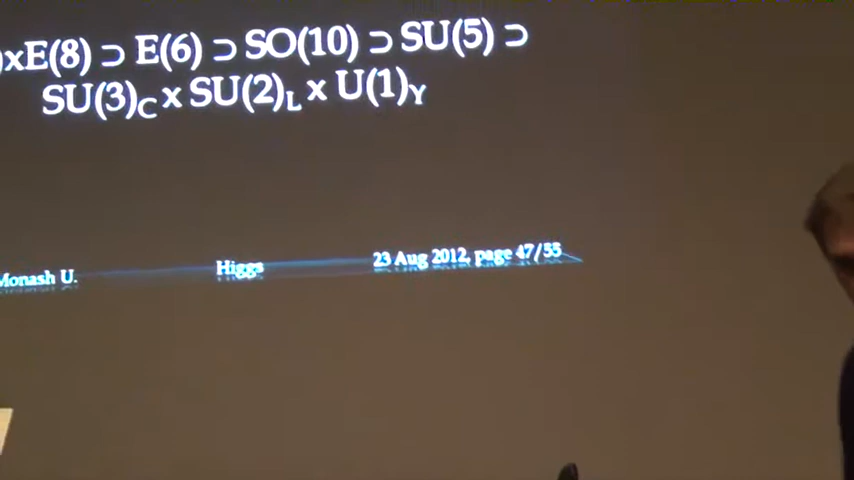 )xE(8) ⊃ E(6) ⊃ SO(10) ⊃ SU(5) ⊃
SU(3)C x SU(2)L x U(1)Y
Monash U. Higgs 23 Aug 2012, page 47/55